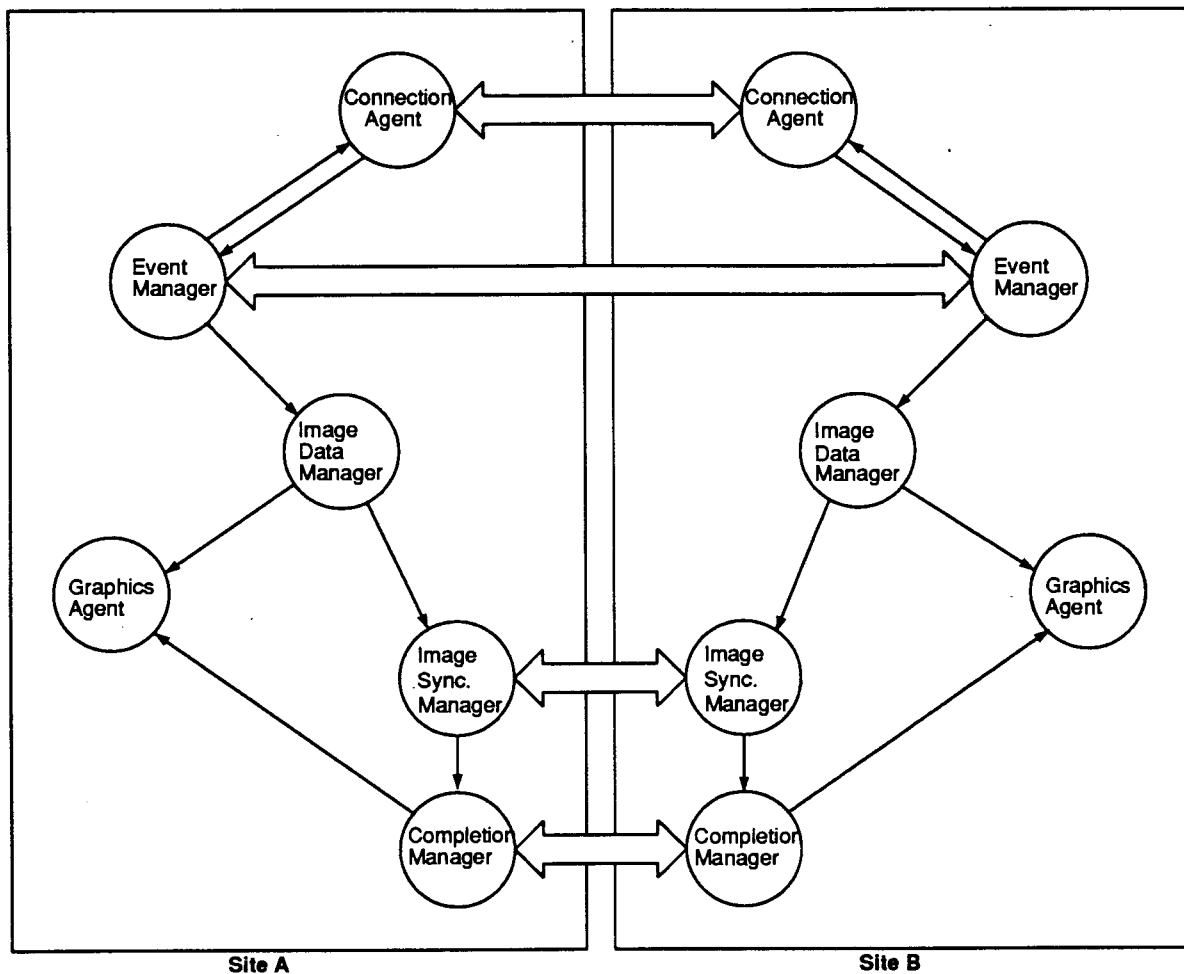 Connection
Agent
Connection
Agent
Event
Manager
Event
Manager
Image
Data
Manager
Image
Data
Manager
Graphics
Agent
Graphics
Agent
Image
Sync.
Manager
Image
Sync.
Manager
Completion
Manager
Completion
Manager
Site A
Site B